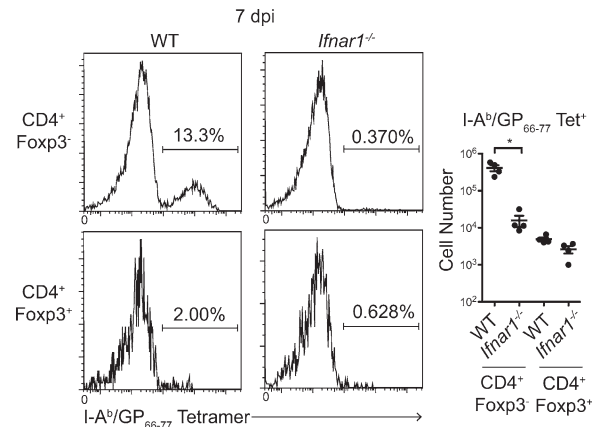 7 dpi
WT
Ifnar1-/-
CD4+
Foxp3-
13.3%
0.370%
0
0
CD4+
Foxp3+
2.00%
0.628%
0
0
I-Ab/GP66-77 Tetramer
I-Ab/GP66-77 Tet+
*
Cell Number
10^6
10^5
10^4
10^3
10^2
WT
Ifnar1-/-
WT
Ifnar1-/-
CD4+
Foxp3-
CD4+
Foxp3+